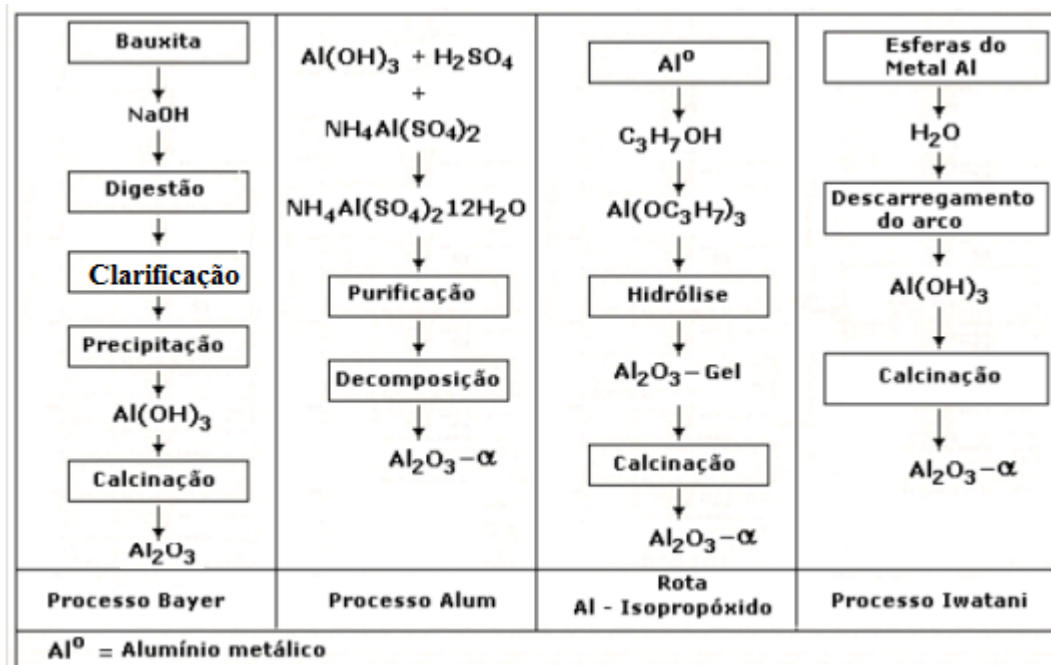 Bauxita
NaOH
Digestão
Clarificação
Precipitação
Al(OH)₃
Calcinação
Al₂O₃
Processo Bayer
Al(OH)₃ + H₂SO₄
+
NH₄Al(SO₄)₂
NH₄Al(SO₄)₂12H₂O
Purificação
Decomposição
Al₂O₃–α
Processo Alum
Al⁰
C₃H₇OH
Al(OC₃H₇)₃
Hidrólise
Al₂O₃–Gel
Calcinação
Al₂O₃–α
Rota
Al - Isopropóxido
Esferas do
Metal Al
H₂O
Descarregamento
do arco
Al(OH)₃
Calcinação
Al₂O₃–α
Processo Iwatani
Al⁰ = Alumínio metálico